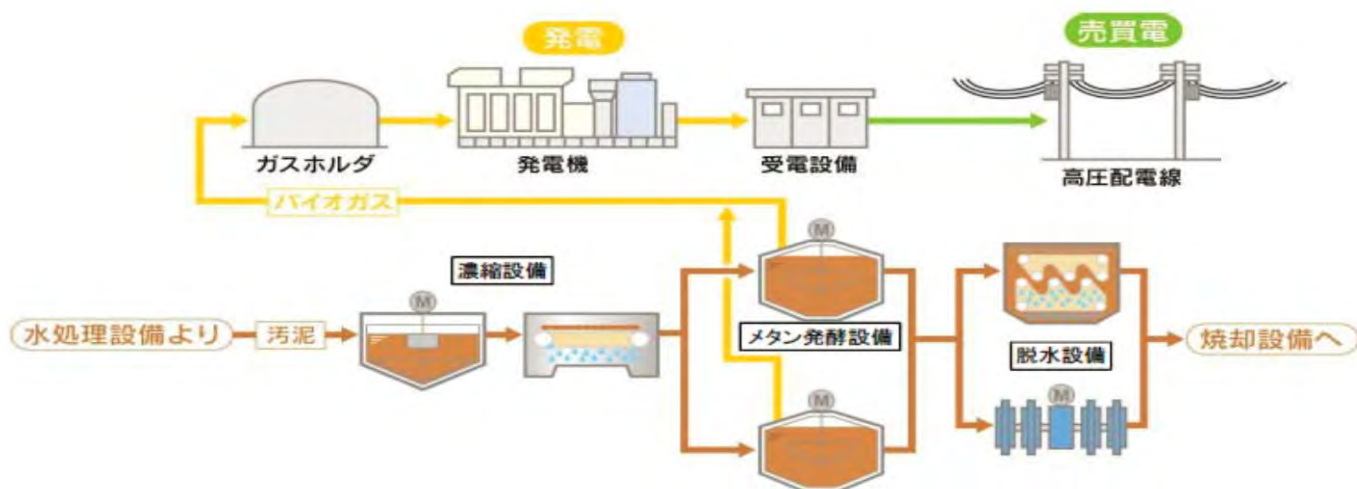 発電
売買電
ガスホルダ
発電機
受電設備
高圧配電線
バイオガス
M
濃縮設備
M
水処理設備より
汚泥
メタン発酵設備
脱水設備
焼却設備へ
M
M